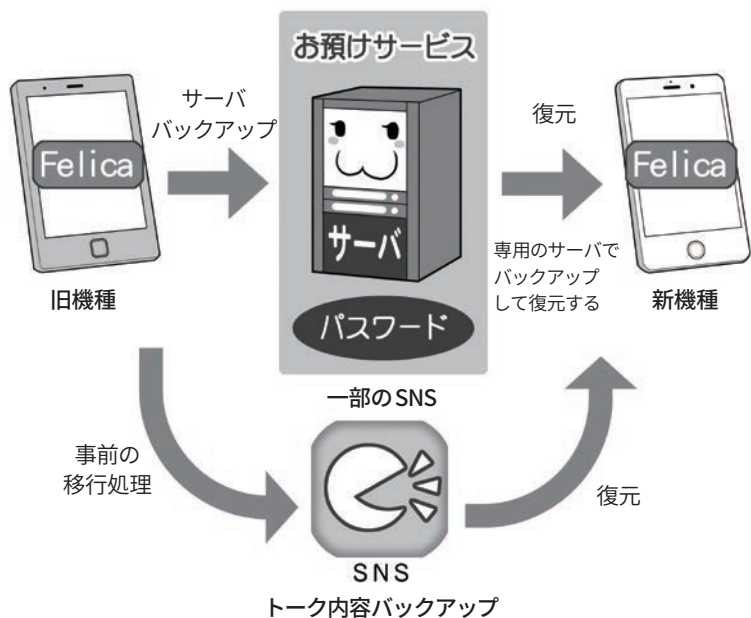 お預けサービス
サーバ
バックアップ
復元
Felica
Felica
サーバ
専用のサーバで
バックアップ
して復元する
旧機種
新機種
パスワード
一部のSNS
事前の
移行処理
復元
SNS
トーク内容バックアップ